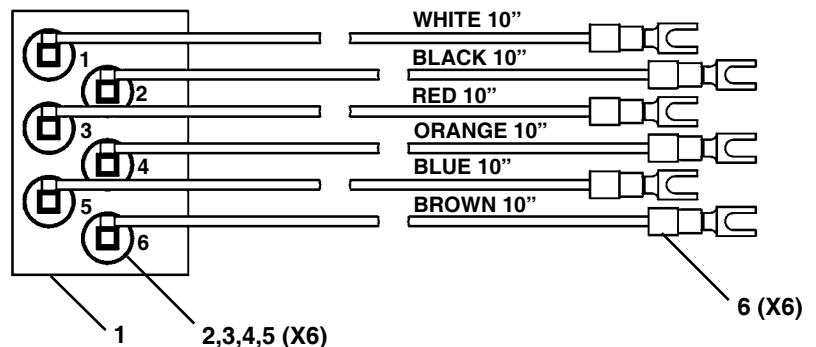 WHITE 10”
1
BLACK 10”
2
RED 10”
3
ORANGE 10”
4
BLUE 10”
5
BROWN 10”
6
6 (X6)
1
2,3,4,5 (X6)